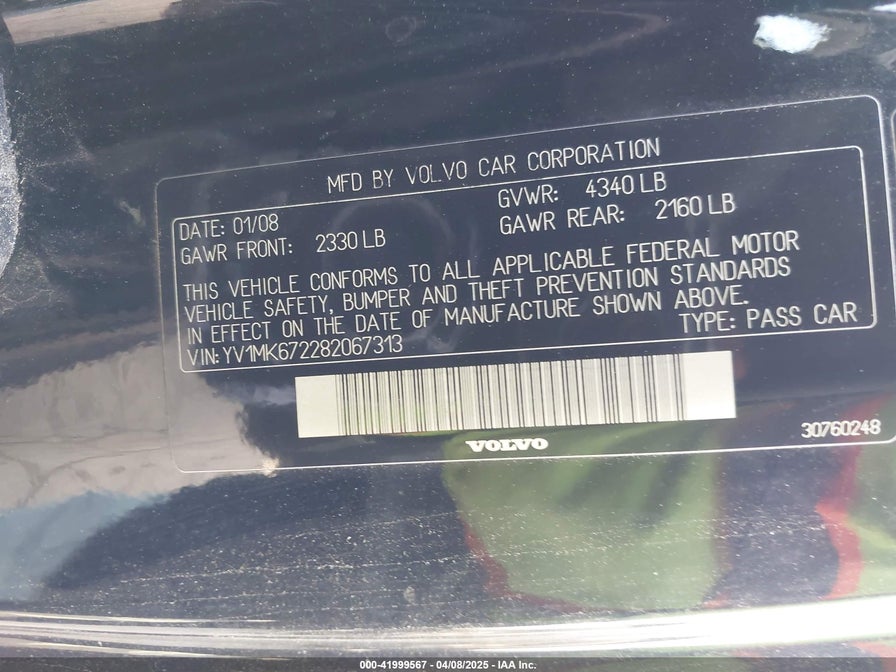 MFD BY VOLVO CAR CORPORATION
DATE: 01/08 GVWR: 4340 LB
GAWR FRONT: 2330 LB GAWR REAR: 2160 LB
THIS VEHICLE CONFORMS TO ALL APPLICABLE FEDERAL MOTOR
VEHICLE SAFETY, BUMPER AND THEFT PREVENTION STANDARDS
IN EFFECT ON THE DATE OF MANUFACTURE SHOWN ABOVE.
VIN: YV1MK672282067313 TYPE: PASS CAR
VOLVO
30760248
000-41999567 - 04/08/2025 - IAA Inc.